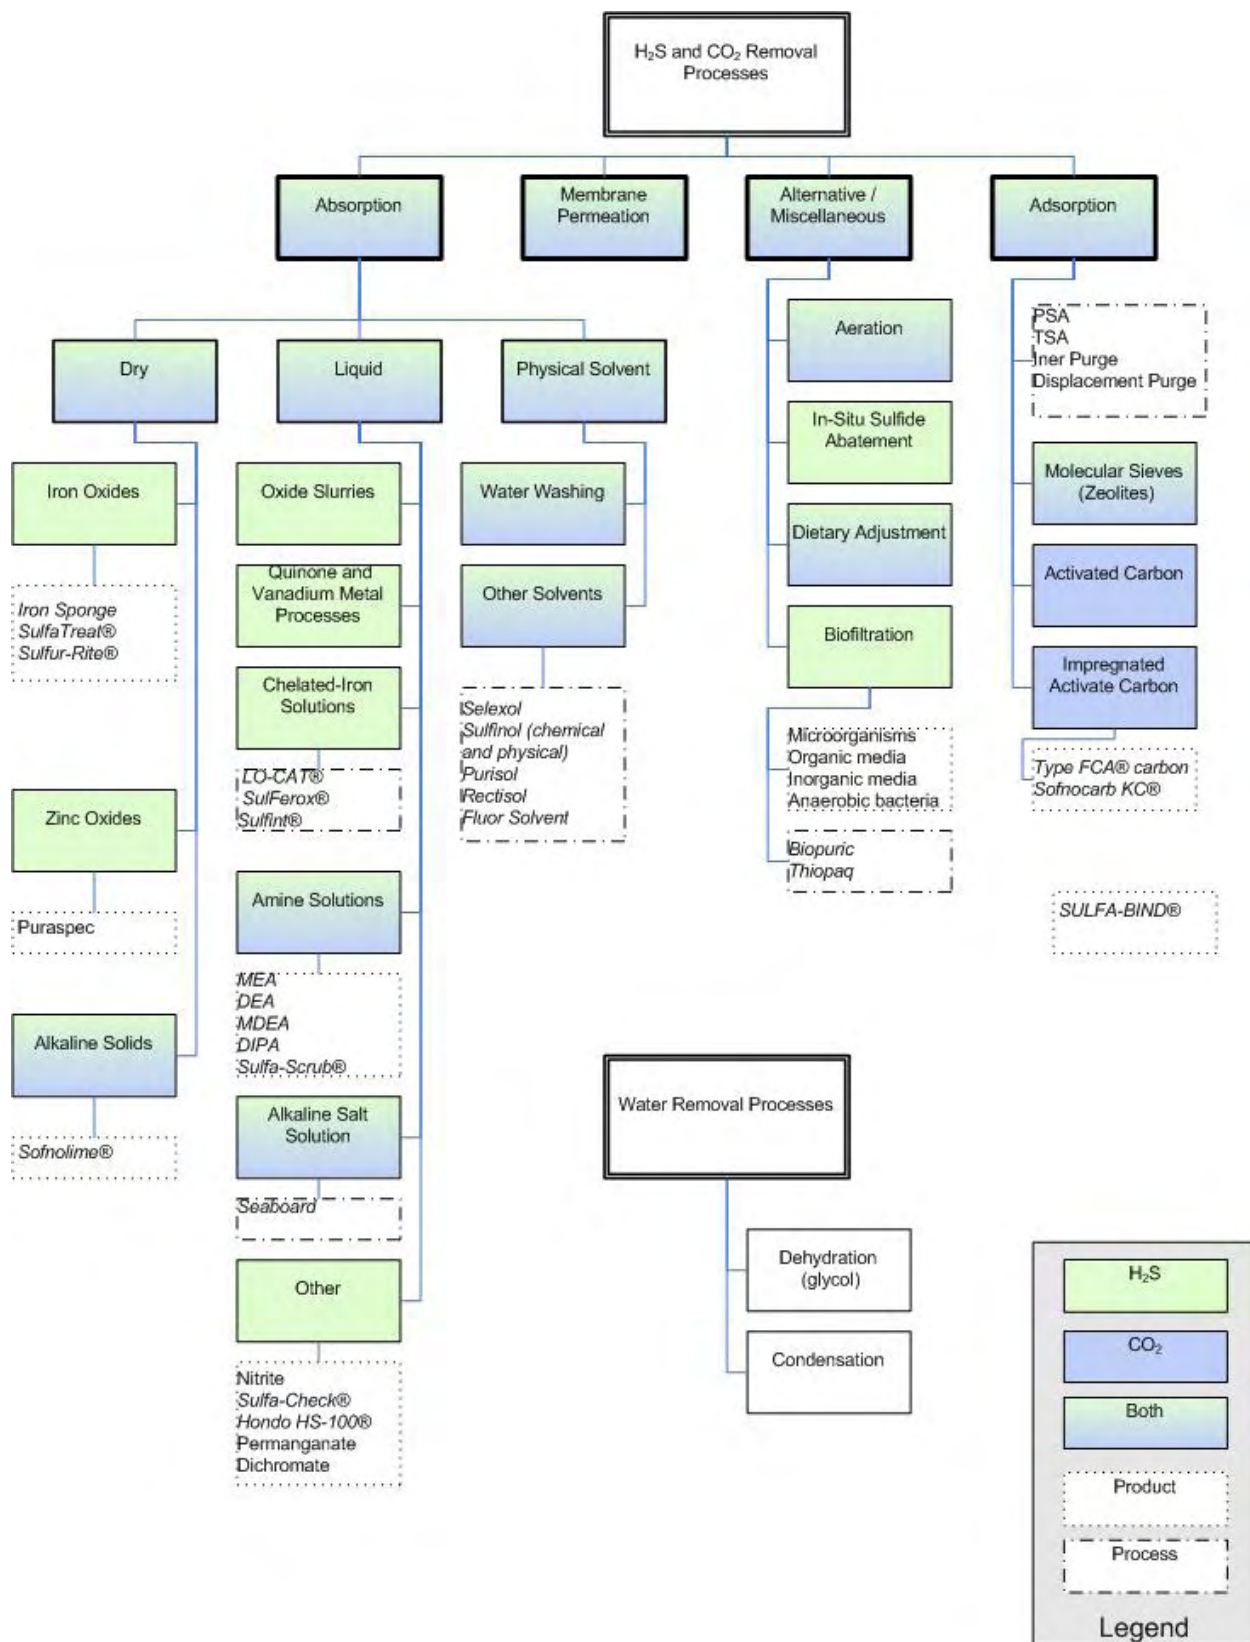 H₂S and CO₂ Removal
Processes
Absorption
Membrane
Permeation
Alternative /
Miscellaneous
Adsorption
Dry
Liquid
Physical Solvent
Iron Oxides
Iron Sponge
SulfaTreat®
Sulfur-Rite®
Zinc Oxides
Puraspec
Alkaline Solids
Sofnolime®
Oxide Slurries
Quinone and
Vanadium Metal
Processes
Chelated-Iron
Solutions
LO-CAT®
SulFerox®
Sulfint®
Amine Solutions
MEA
DEA
MDEA
DIPA
Sulfa-Scrub®
Alkaline Salt
Solution
Seaboard
Other
Nitrite
Sulfa-Check®
Hondo HS-100®
Permanganate
Dichromate
Water Washing
Other Solvents
Selexol
Sulfinol (chemical
and physical)
Purisol
Rectisol
Fluor Solvent
Aeration
In-Situ Sulfide
Abatement
Dietary Adjustment
Biofiltration
Microorganisms
Organic media
Inorganic media
Anaerobic bacteria
Biopuric
Thiopaq
PSA
TSA
Iner Purge
Displacement Purge
Molecular Sieves
(Zeolites)
Activated Carbon
Impregnated
Activate Carbon
Type FCA® carbon
Sofnocarb KC®
SULFA-BIND®
Water Removal Processes
Dehydration
(glycol)
Condensation
H₂S
CO₂
Both
Product
Process
Legend